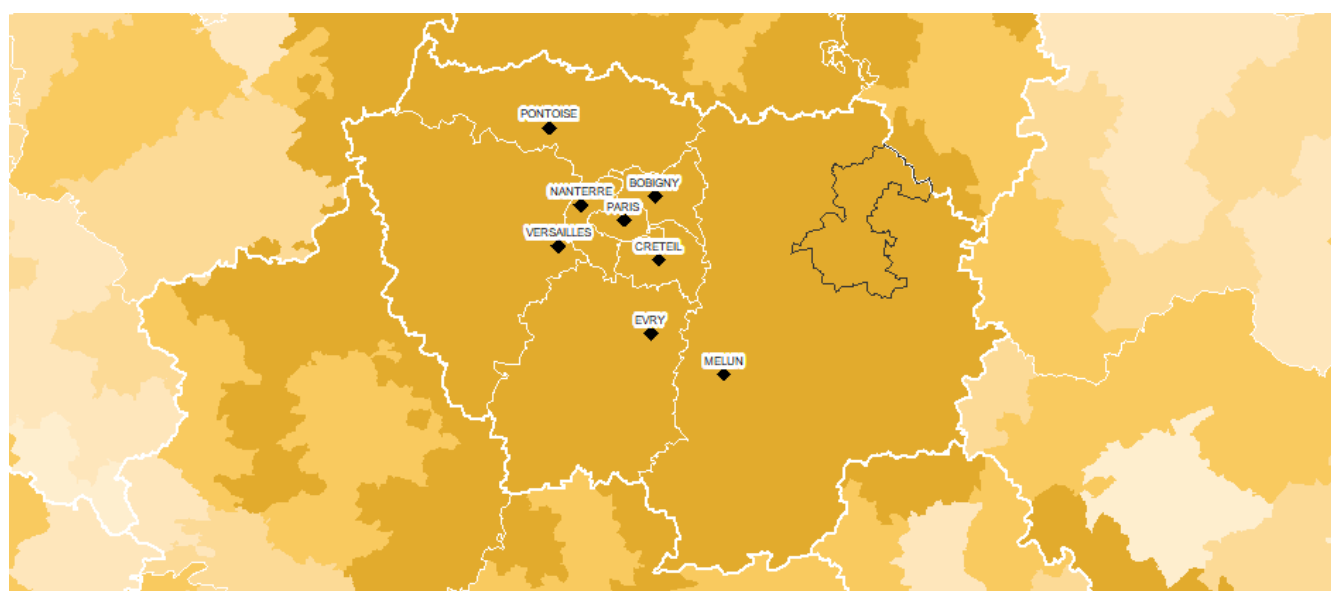 PONTOISE
BOBIGNY
NANTERRE
PARIS
VERSAILLES
CRETEIL
EVRY
MELUN